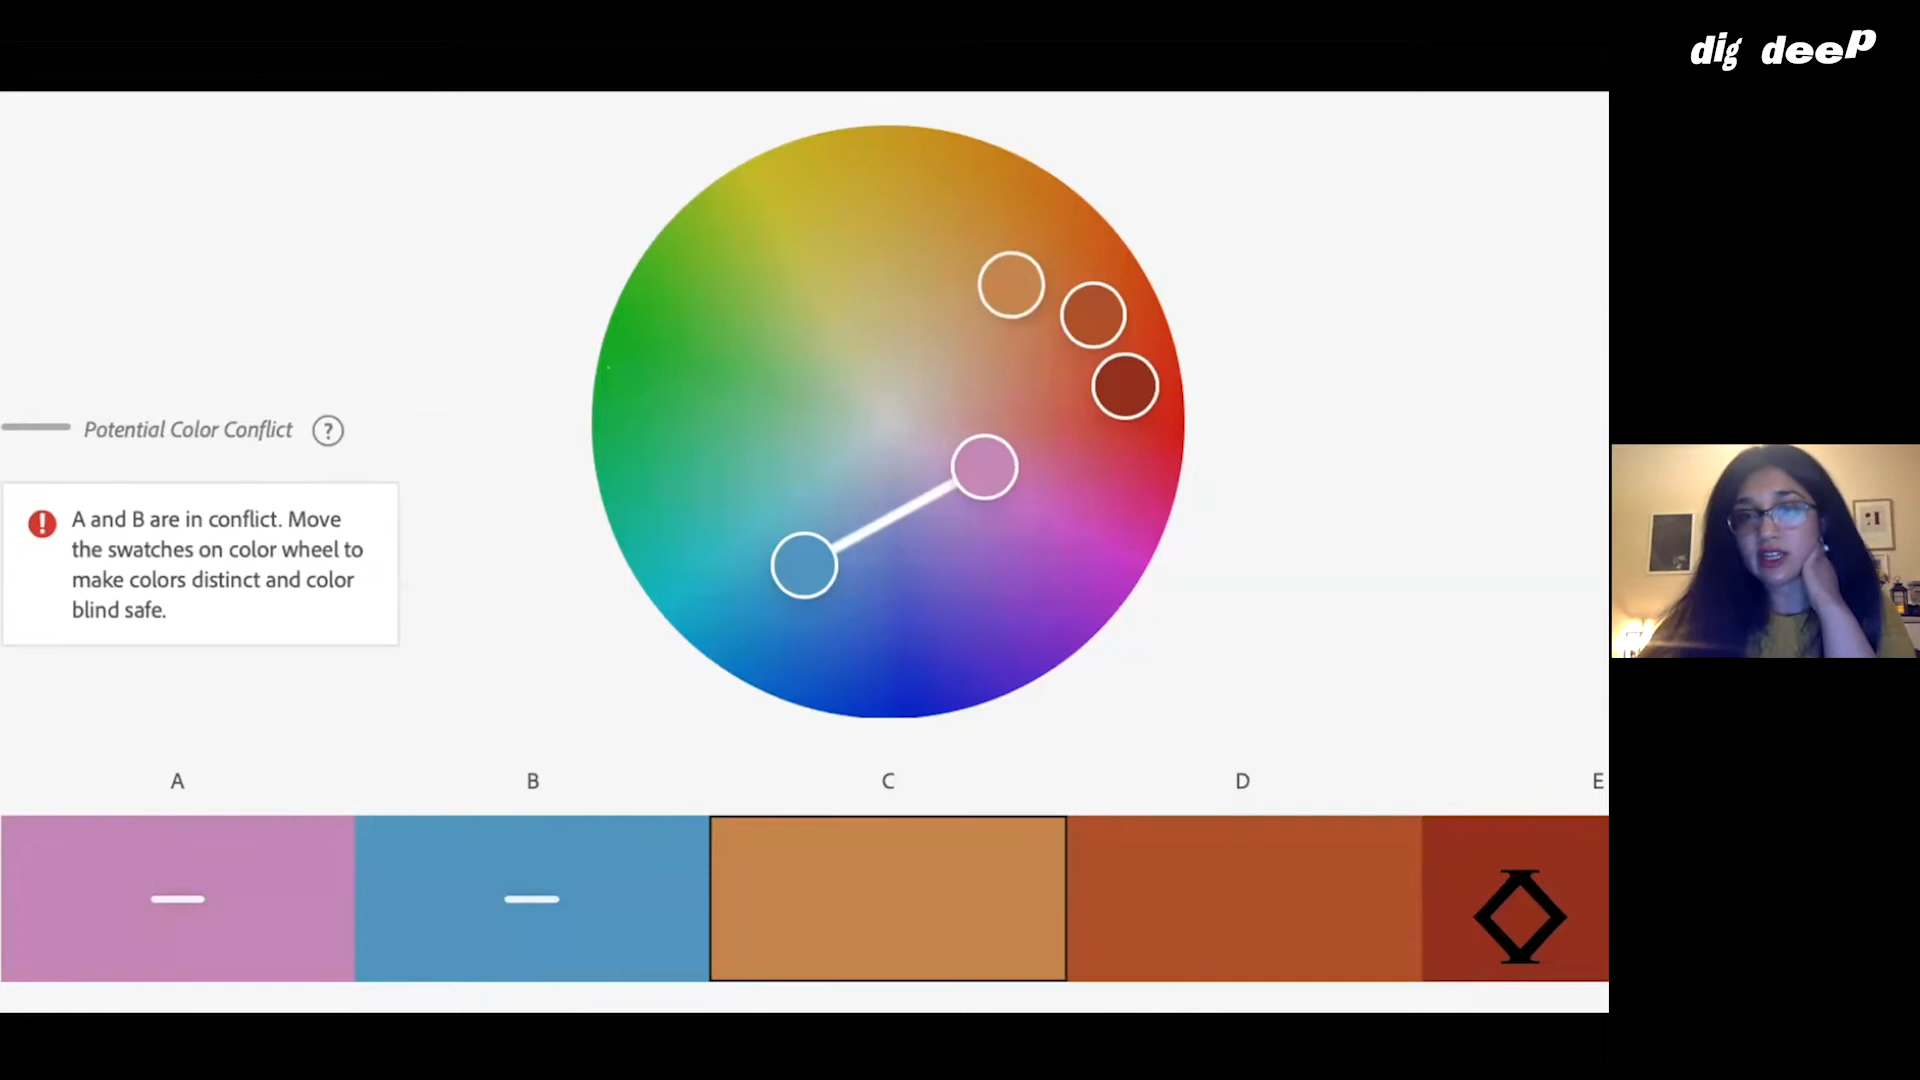 dig deep
Potential Color Conflict ?
A and B are in conflict. Move
the swatches on color wheel to
make colors distinct and color
blind safe.
A B C D E